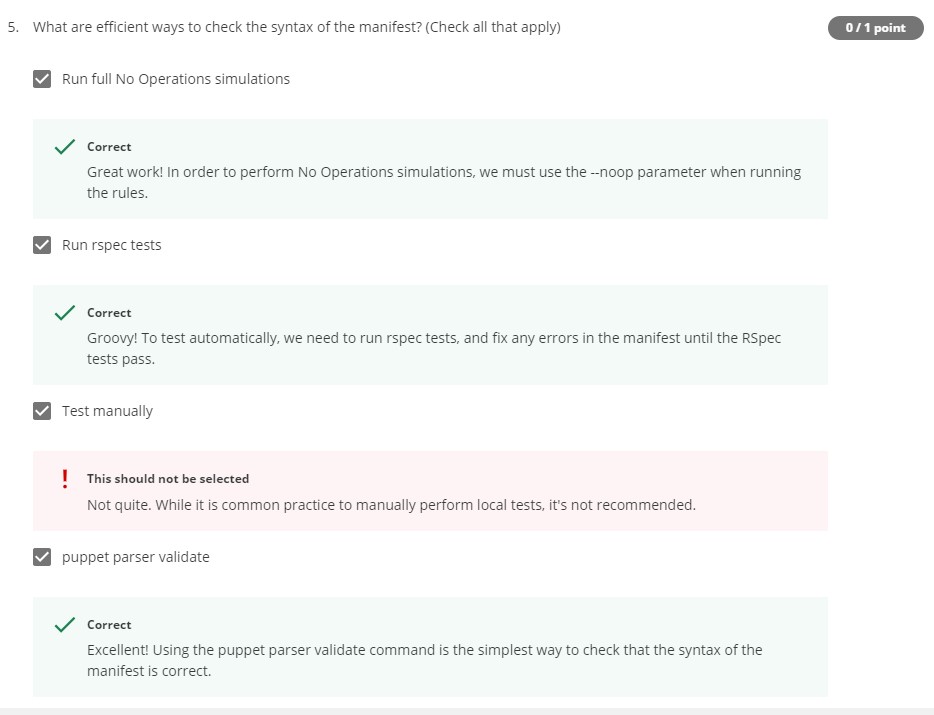 5. What are efficient ways to check the syntax of the manifest? (Check all that apply)
0 / 1 point
Run full No Operations simulations
Correct
Great work! In order to perform No Operations simulations, we must use the --noop parameter when running
the rules.
Run rspec tests
Correct
Groovy! To test automatically, we need to run rspec tests, and fix any errors in the manifest until the RSpec
tests pass.
Test manually
This should not be selected
Not quite. While it is common practice to manually perform local tests, it's not recommended.
puppet parser validate
Correct
Excellent! Using the puppet parser validate command is the simplest way to check that the syntax of the
manifest is correct.